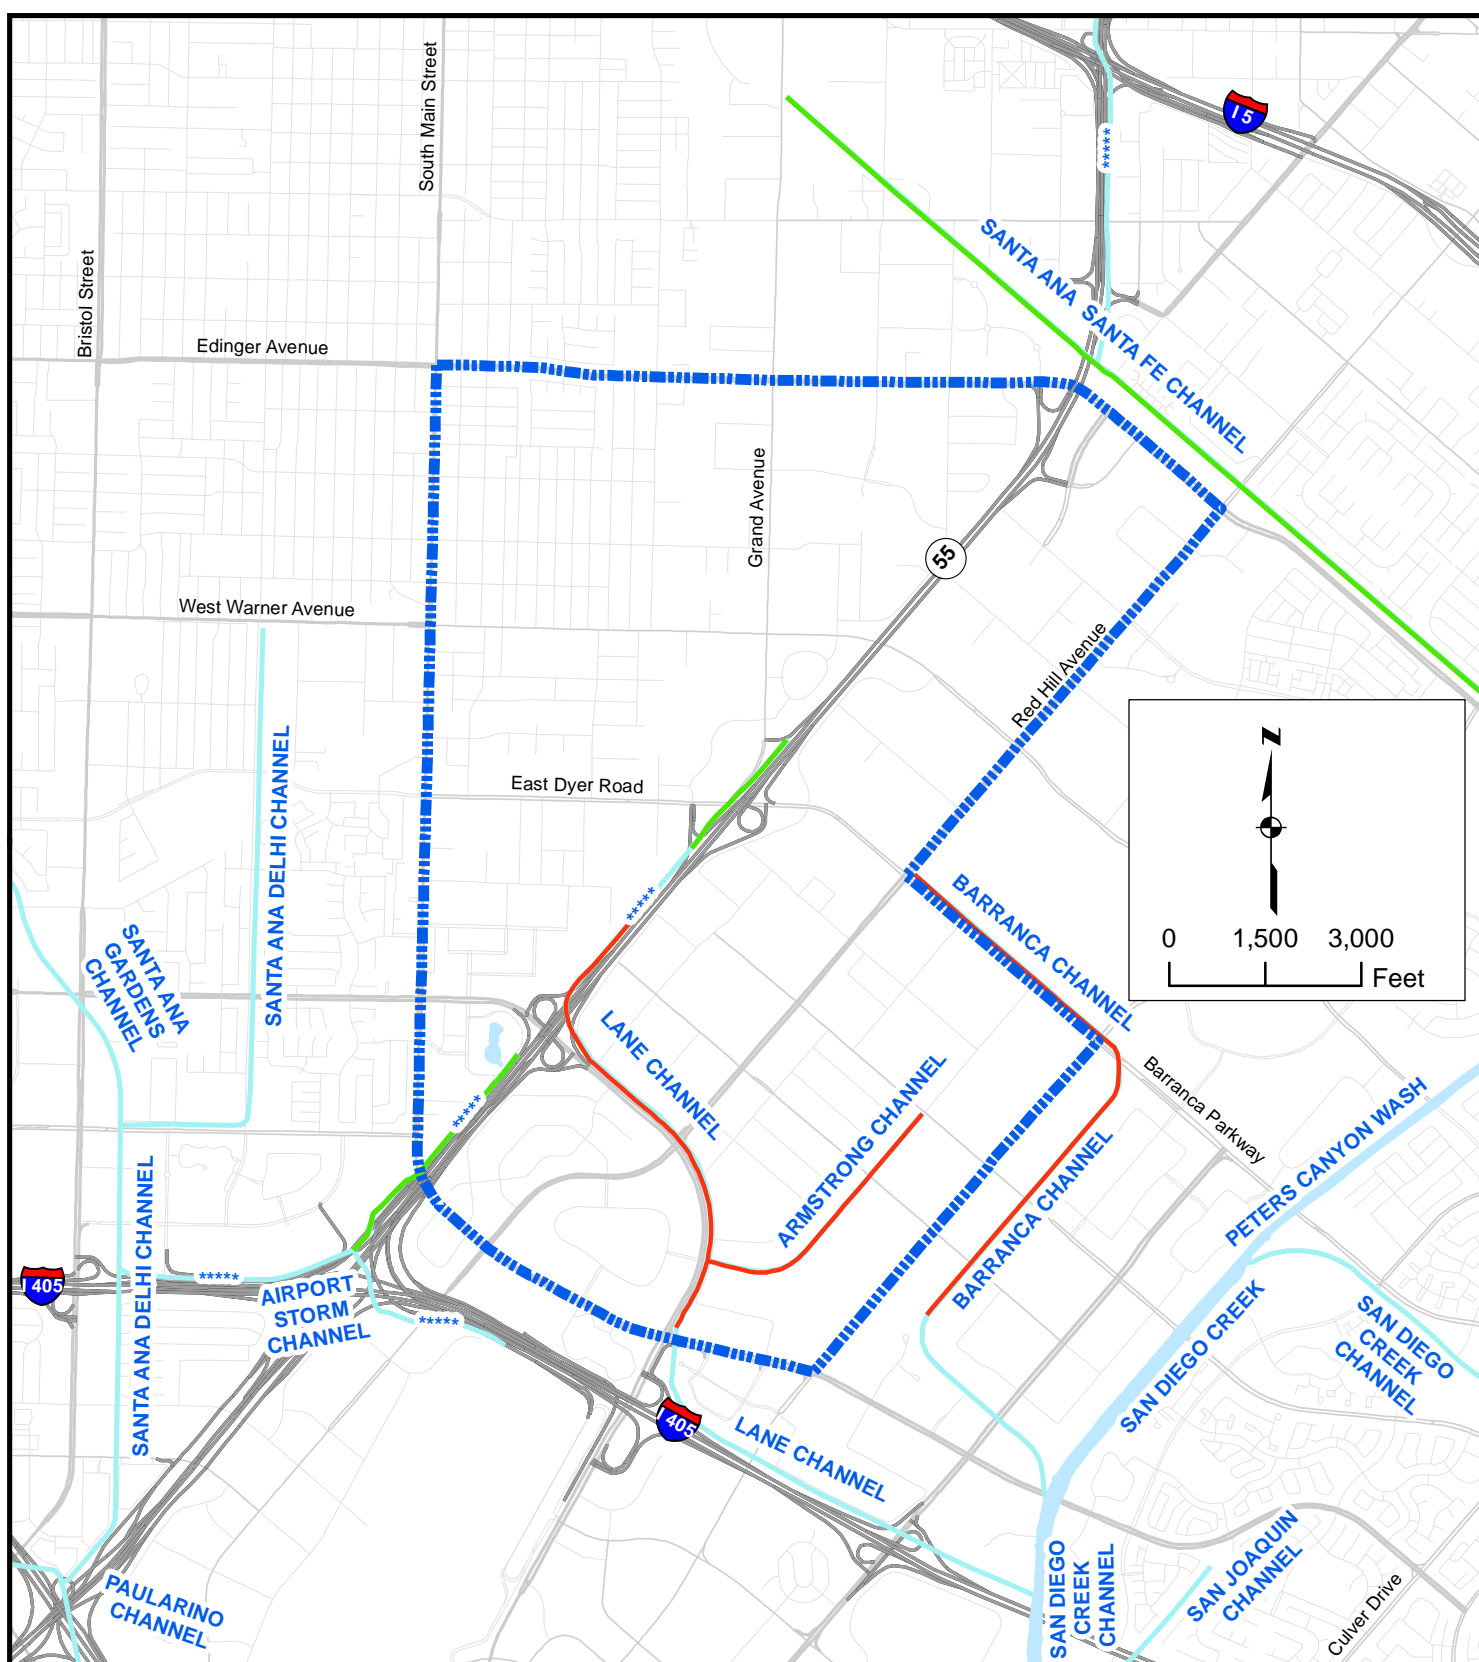 South Main Street
I 5
*****
SANTA ANA SANTA FE CHANNEL
Bristol Street
Edinger Avenue
Grand Avenue
55
West Warner Avenue
Red Hill Avenue
N
0 1,500 3,000
Feet
SANTA ANA DELHI CHANNEL
East Dyer Road
*****
BARRANCA CHANNEL
SANTA ANA
GARDENS
CHANNEL
LANE CHANNEL
ARMSTRONG CHANNEL
Barranca Parkway
*****
BARRANCA CHANNEL
PETERS CANYON WASH
SANTA ANA DELHI CHANNEL
I 405
*****
AIRPORT
STORM
CHANNEL
*****
SAN DIEGO CREEK
SAN DIEGO
CREEK
CHANNEL
I 405
LANE CHANNEL
PAULARINO
CHANNEL
SAN DIEGO
CREEK
CHANNEL
SAN JOAQUIN
CHANNEL
Culver Drive